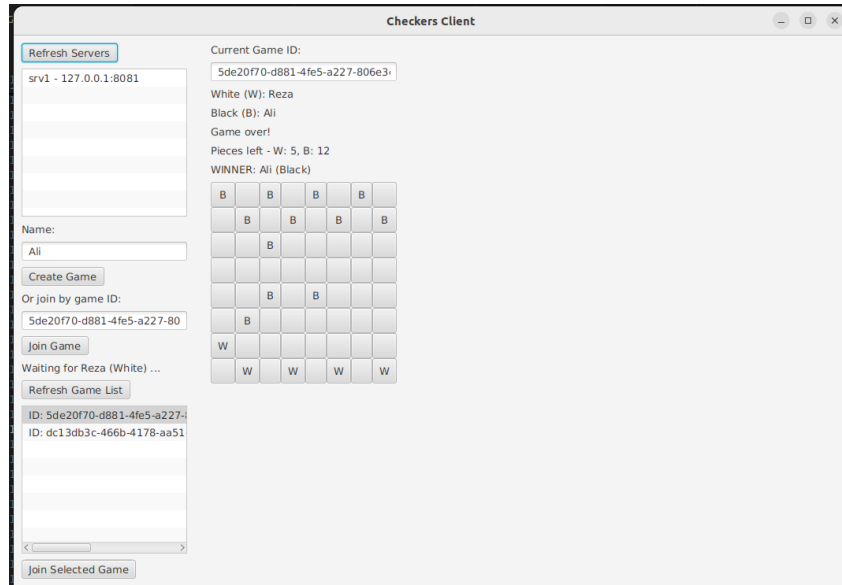 Checkers Client
Refresh Servers
srv1 - 127.0.0.1:8081
Name:
Ali
Create Game
Or join by game ID:
5de20f70-d881-4fe5-a227-80
Join Game
Waiting for Reza (White) ...
Refresh Game List
ID: 5de20f70-d881-4fe5-a227-
ID: dc13db3c-466b-4178-aa51
Join Selected Game
Current Game ID:
5de20f70-d881-4fe5-a227-806e3
White (W): Reza
Black (B): Ali
Game over!
Pieces left - W: 5, B: 12
WINNER: Ali (Black)
B B B B
B B B B
B
B B
B
W
W W W W